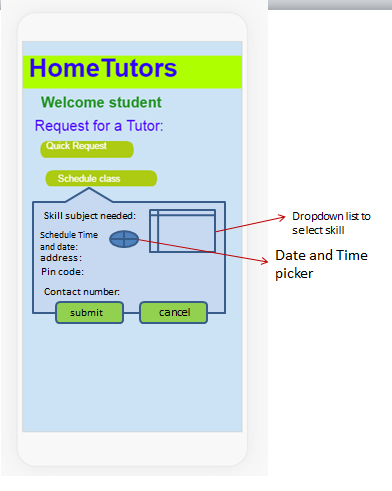 HomeTutors
Welcome student
Request for a Tutor:
Quick Request
Schedule class
Skill subject needed:
Schedule Time
and date:
address:
Pin code:
Contact number:
submit
cancel
Dropdown list to
select skill
Date and Time
picker